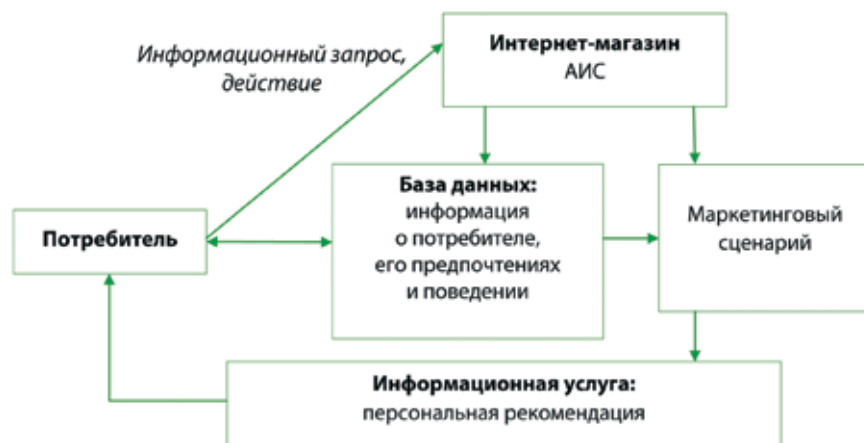 Информационный запрос,
действие
Интернет-магазин
АИС
Потребитель
База данных:
информация
о потребителе,
его предпочтениях
и поведении
Маркетинговый
сценарий
Информационная услуга:
персональная рекомендация